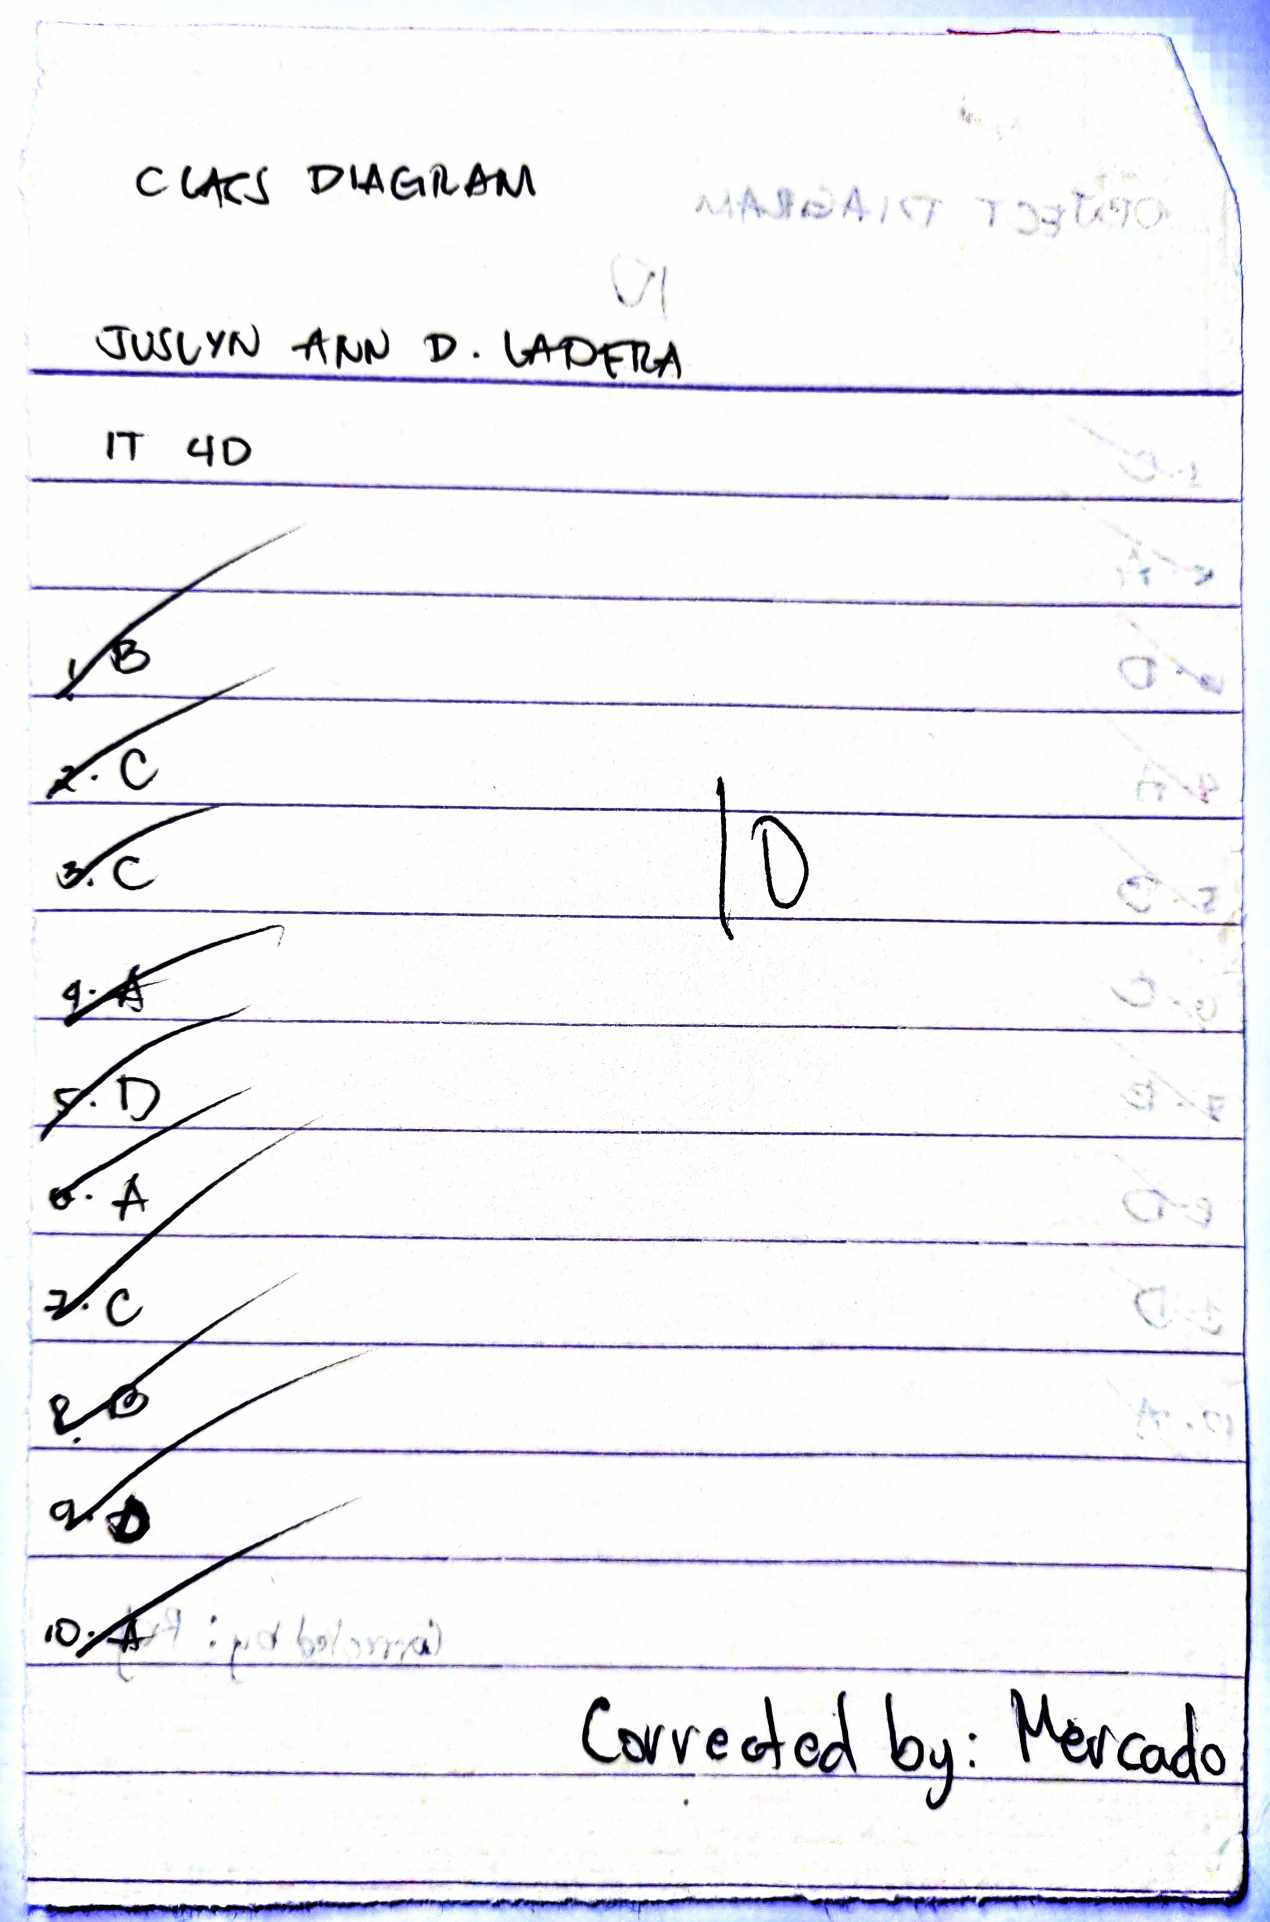 CLASS DIAGRAM
JUSLYN ANN D. LADERA
IT 4D
1. B
2. C
3. C
10
4. A
5. D
6. A
7. C
8. B
9. D
10. A
Corrected by: Mercado